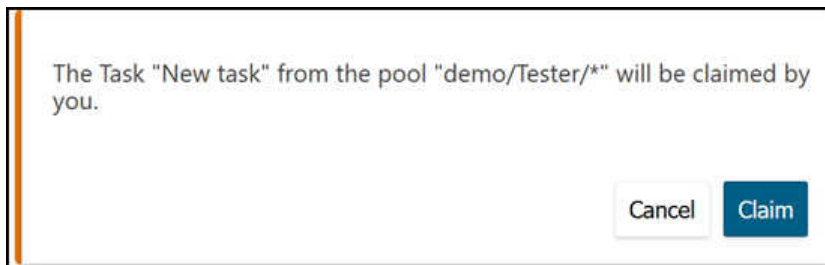 The Task "New task" from the pool "demo/Tester/*" will be claimed by
you.
Cancel Claim